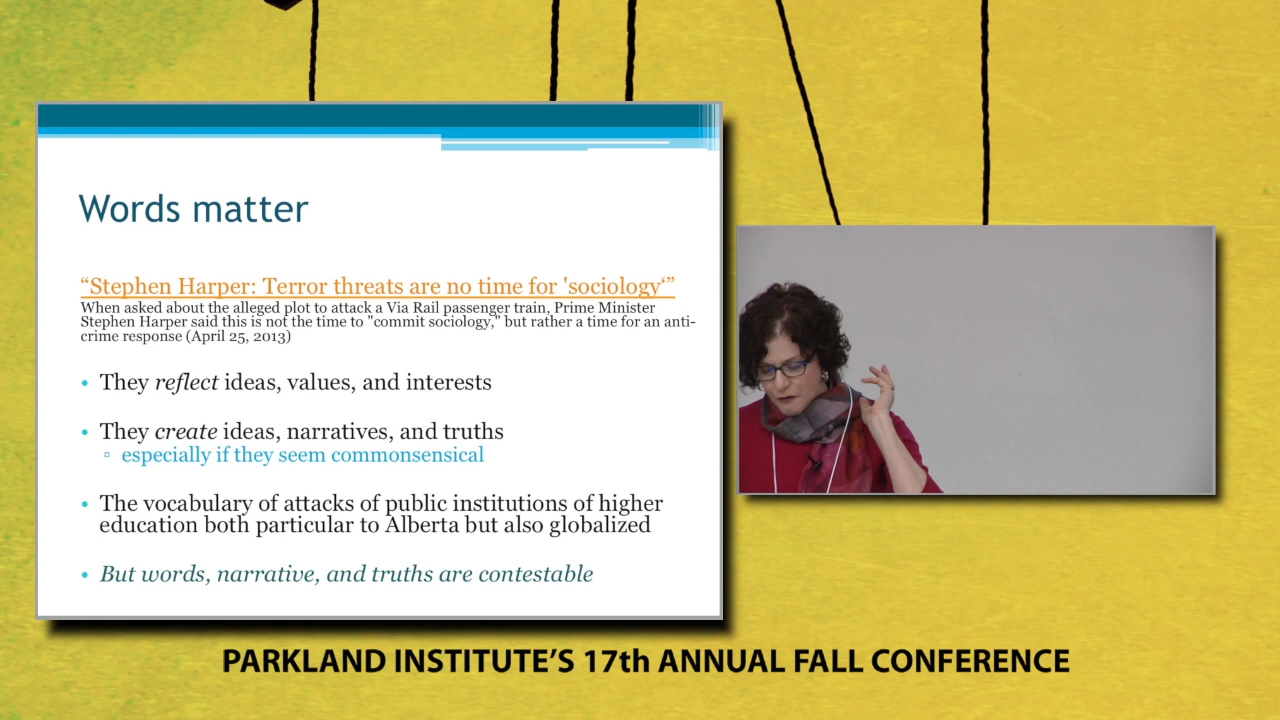 Words matter
“Stephen Harper: Terror threats are no time for 'sociology‘”
When asked about the alleged plot to attack a Via Rail passenger train, Prime Minister
Stephen Harper said this is not the time to "commit sociology," but rather a time for an anti-
crime response (April 25, 2013)
• They reflect ideas, values, and interests
• They create ideas, narratives, and truths
▫ especially if they seem commonsensical
• The vocabulary of attacks of public institutions of higher
education both particular to Alberta but also globalized
• But words, narrative, and truths are contestable
PARKLAND INSTITUTE’S 17th ANNUAL FALL CONFERENCE